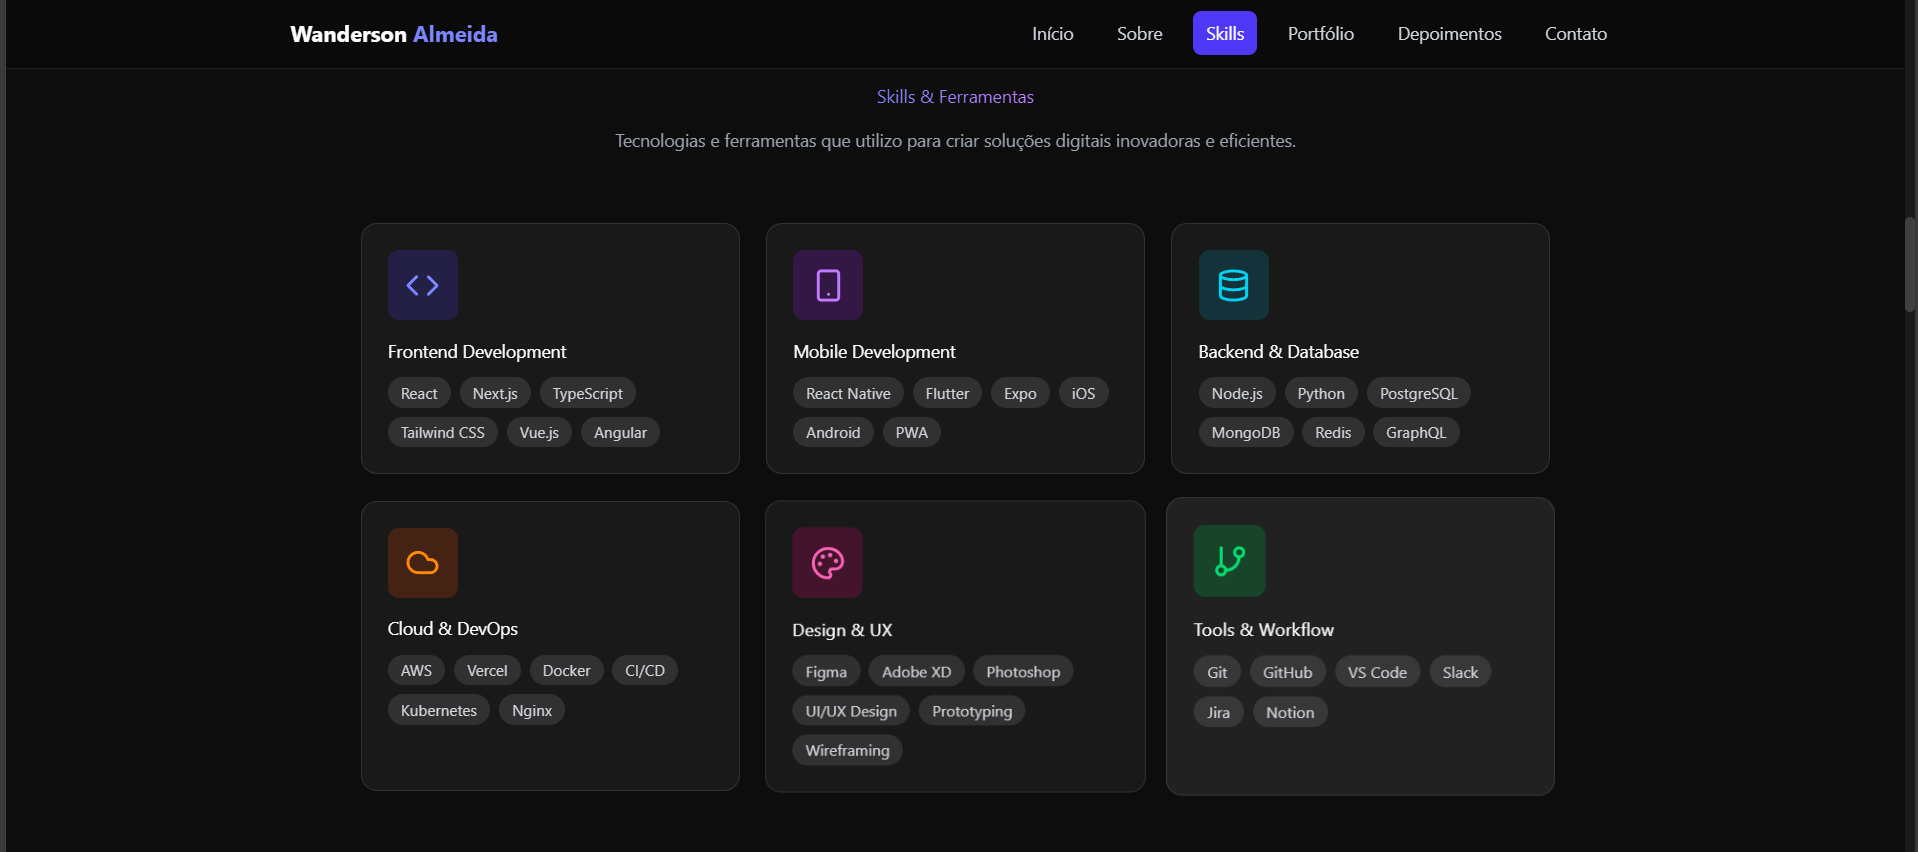 Wanderson Almeida
Início Sobre Skills Portfólio Depoimentos Contato
Skills & Ferramentas
Tecnologias e ferramentas que utilizo para criar soluções digitais inovadoras e eficientes.
Frontend Development
React Next.js TypeScript
Tailwind CSS Vue.js Angular
Mobile Development
React Native Flutter Expo iOS
Android PWA
Backend & Database
Node.js Python PostgreSQL
MongoDB Redis GraphQL
Cloud & DevOps
AWS Vercel Docker CI/CD
Kubernetes Nginx
Design & UX
Figma Adobe XD Photoshop
UI/UX Design Prototyping
Wireframing
Tools & Workflow
Git GitHub VS Code Slack
Jira Notion